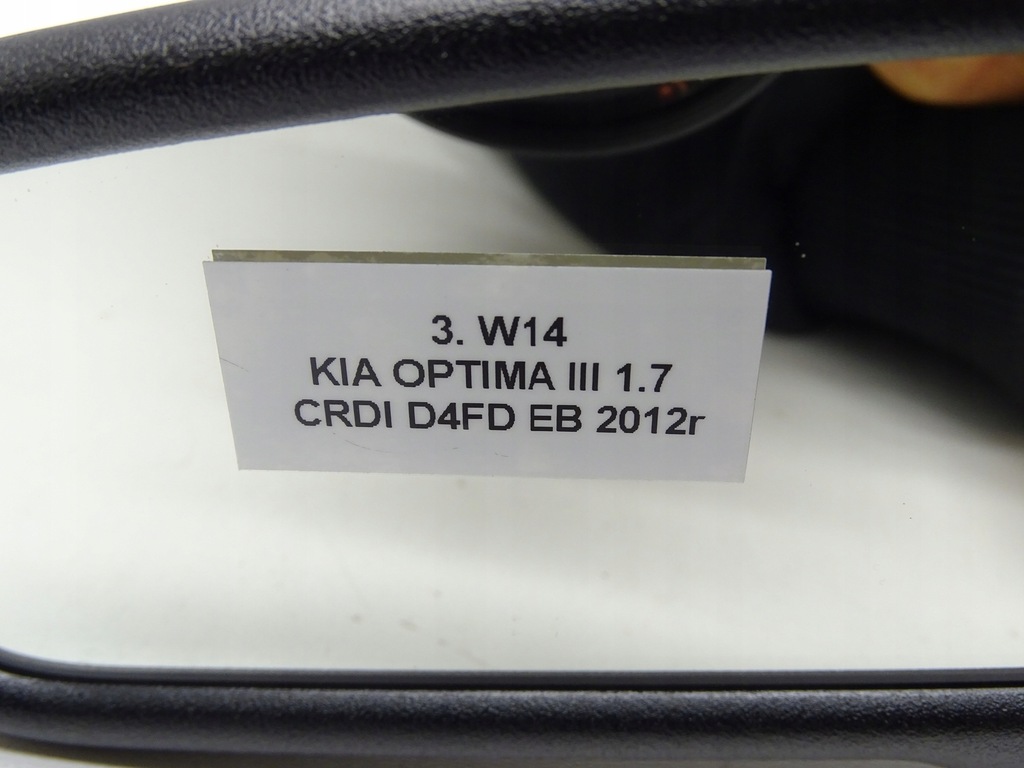 3. W14
KIA OPTIMA III 1.7
CRDI D4FD EB 2012r